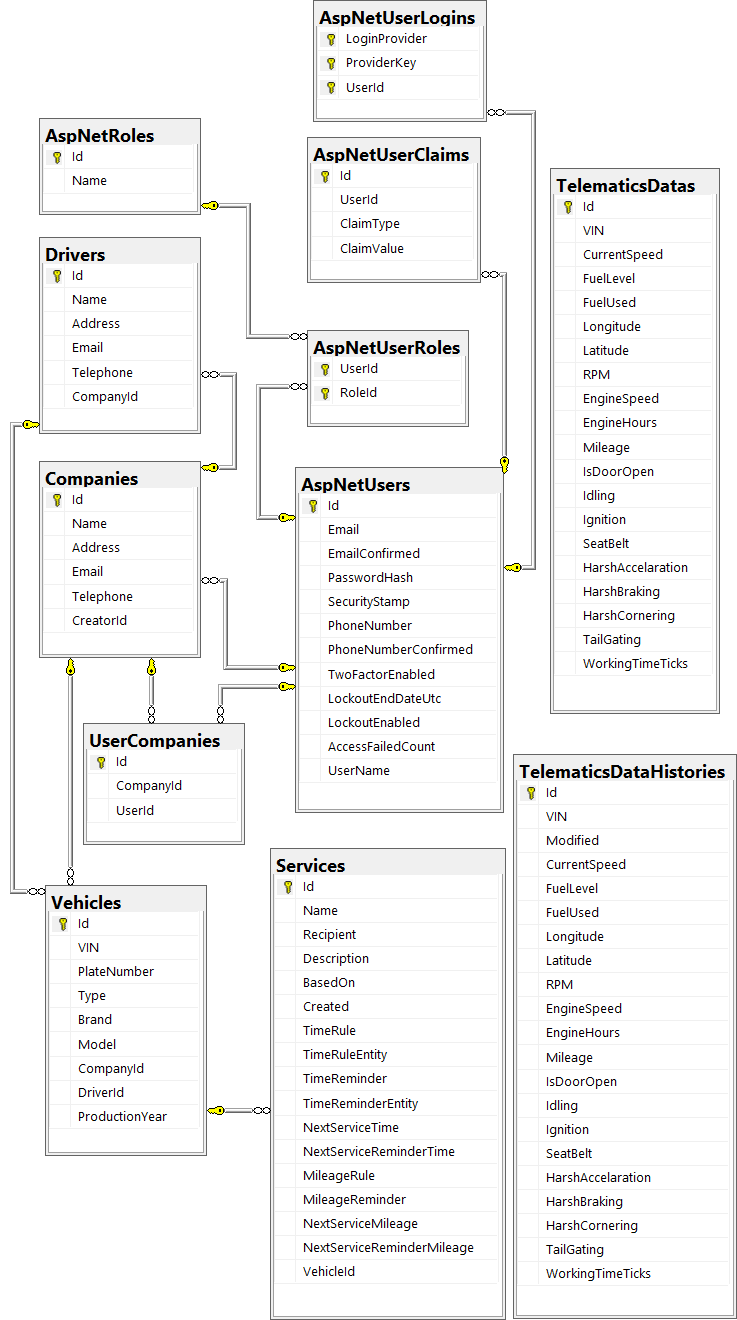 AspNetUserLogins
LoginProvider
ProviderKey
UserId
AspNetRoles
Id
Name
AspNetUserClaims
Id
UserId
ClaimType
ClaimValue
TelematicsDatas
Id
VIN
CurrentSpeed
FuelLevel
FuelUsed
Longitude
Latitude
RPM
EngineSpeed
EngineHours
Mileage
IsDoorOpen
Idling
Ignition
SeatBelt
HarshAccelaration
HarshBraking
HarshCornering
TailGating
WorkingTimeTicks
Drivers
Id
Name
Address
Email
Telephone
CompanyId
AspNetUserRoles
UserId
RoleId
Companies
Id
Name
Address
Email
Telephone
CreatorId
AspNetUsers
Id
Email
EmailConfirmed
PasswordHash
SecurityStamp
PhoneNumber
PhoneNumberConfirmed
TwoFactorEnabled
LockoutEndDateUtc
LockoutEnabled
AccessFailedCount
UserName
UserCompanies
Id
CompanyId
UserId
TelematicsDataHistories
Id
VIN
Modified
CurrentSpeed
FuelLevel
FuelUsed
Longitude
Latitude
RPM
EngineSpeed
EngineHours
Mileage
IsDoorOpen
Idling
Ignition
SeatBelt
HarshAccelaration
HarshBraking
HarshCornering
TailGating
WorkingTimeTicks
Vehicles
Id
VIN
PlateNumber
Type
Brand
Model
CompanyId
DriverId
ProductionYear
Services
Id
Name
Recipient
Description
BasedOn
Created
TimeRule
TimeRuleEntity
TimeReminder
TimeReminderEntity
NextServiceTime
NextServiceReminderTime
MileageRule
MileageReminder
NextServiceMileage
NextServiceReminderMileage
VehicleId